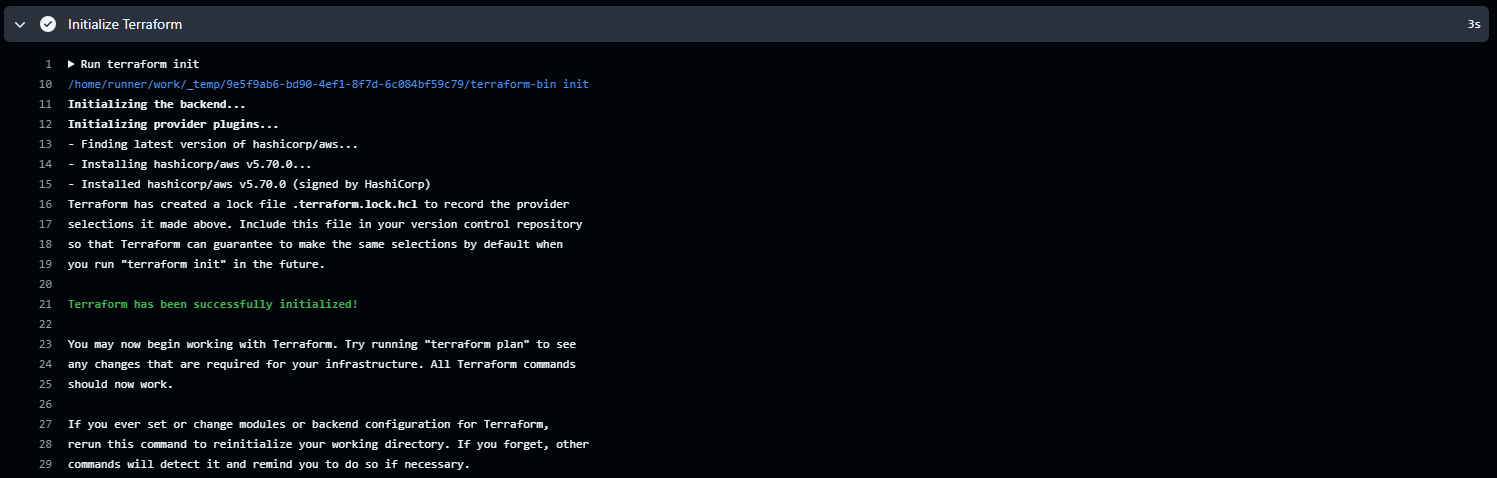 Initialize Terraform 3s
1 Run terraform init
10 /home/runner/work/_temp/9e5f9ab6-bd90-4ef1-8f7d-6c084bf59c79/terraform-bin init
11 Initializing the backend...
12 Initializing provider plugins...
13 - Finding latest version of hashicorp/aws...
14 - Installing hashicorp/aws v5.70.0...
15 - Installed hashicorp/aws v5.70.0 (signed by HashiCorp)
16 Terraform has created a lock file .terraform.lock.hcl to record the provider
17 selections it made above. Include this file in your version control repository
18 so that Terraform can guarantee to make the same selections by default when
19 you run "terraform init" in the future.
20
21 Terraform has been successfully initialized!
22
23 You may now begin working with Terraform. Try running "terraform plan" to see
24 any changes that are required for your infrastructure. All Terraform commands
25 should now work.
26
27 If you ever set or change modules or backend configuration for Terraform,
28 rerun this command to reinitialize your working directory. If you forget, other
29 commands will detect it and remind you to do so if necessary.